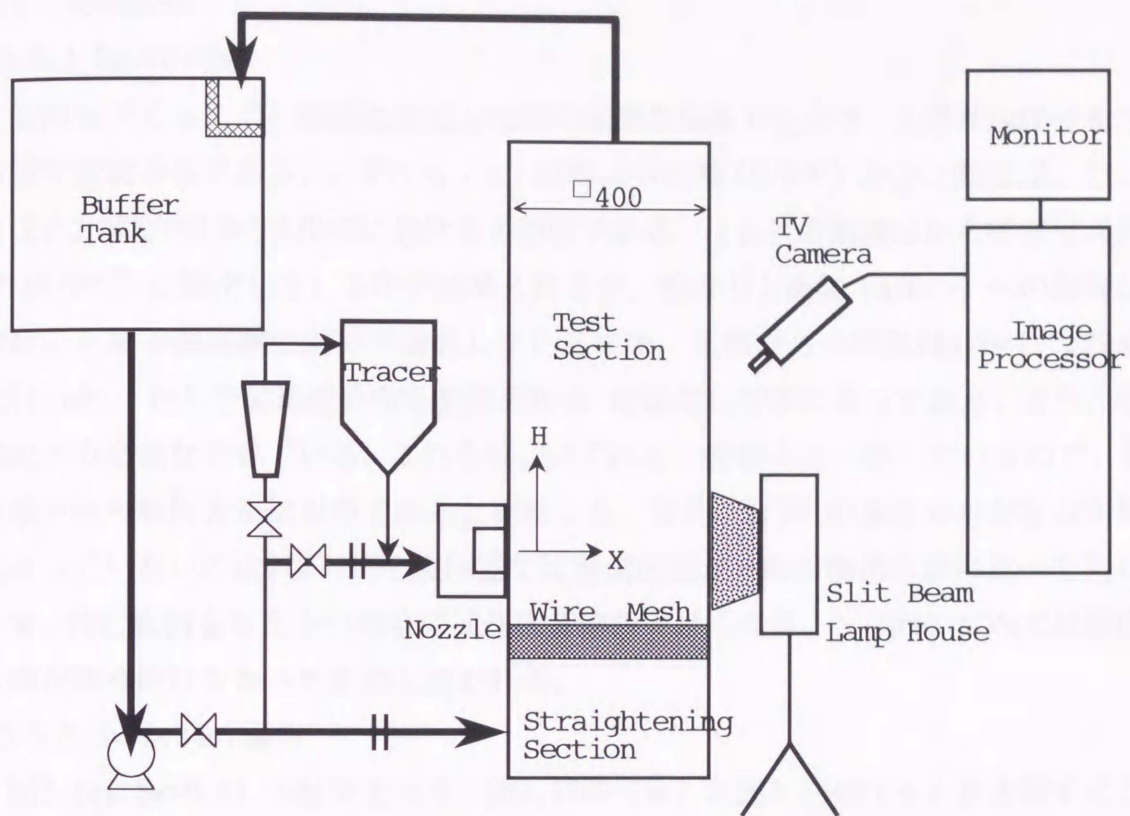 Monitor
□400
Buffer
Tank
TV
Camera
Test
Section
Image
Processor
Tracer
H
X
Slit Beam
Lamp House
Wire Mesh
Nozzle
Straightening
Section